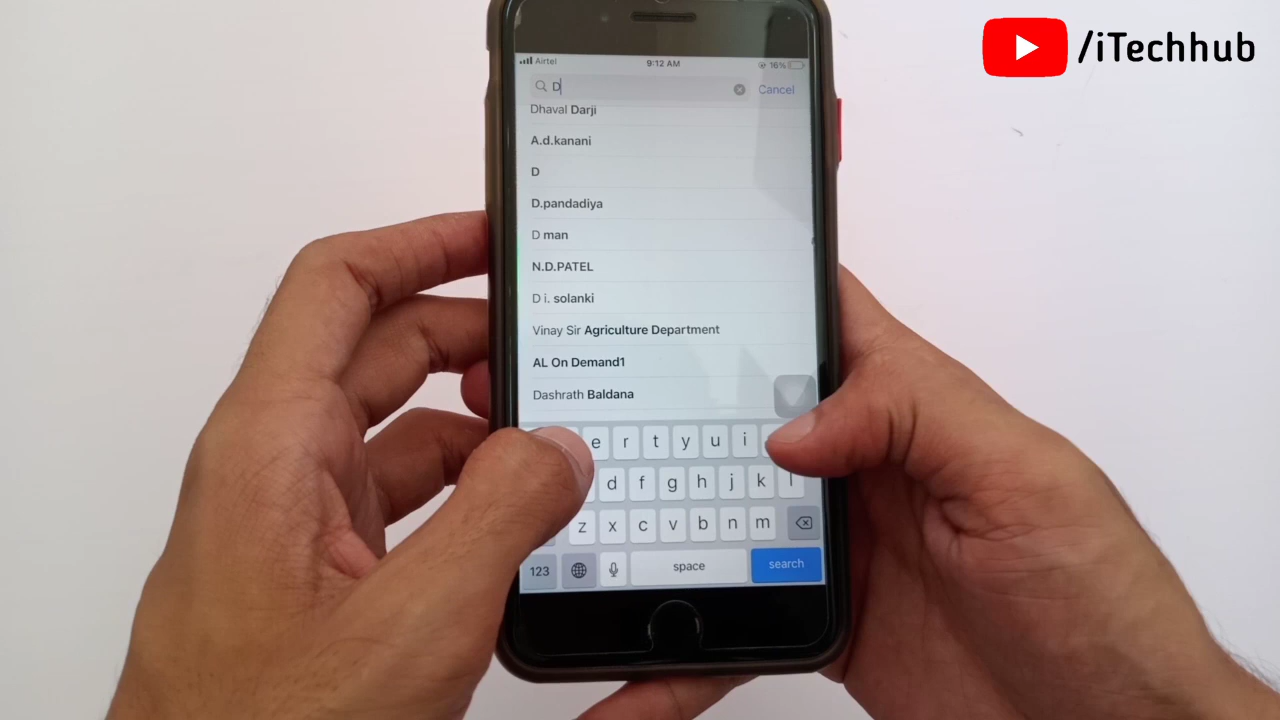 /iTechhub
Airtel
9:12 AM
16%
D
Cancel
Dhaval Darji
A.d.kanani
D
D.pandadiya
D man
N.D.PATEL
D i. solanki
Vinay Sir Agriculture Department
AL On Demand1
Dashrath Baldana
e r t y u i
d f g h j k l
z x c v b n m
123 space search